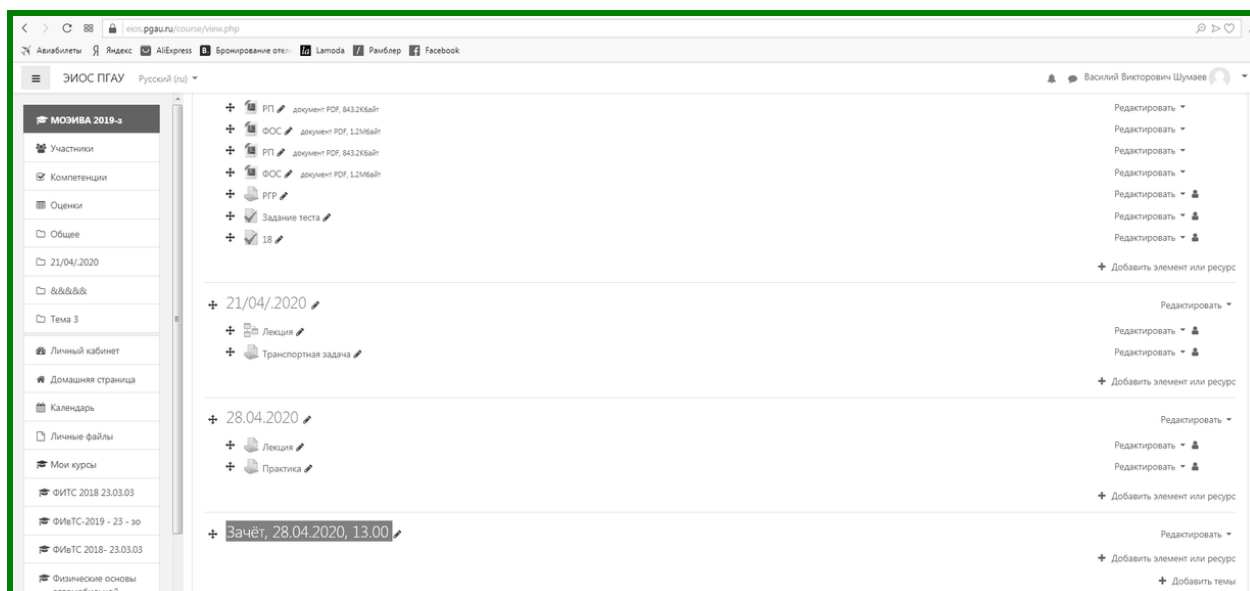 eios.pgau.ru/course/view.php
Авиабилеты Яндекс AliExpress Бронирование отел Lamoda Рамблер Facebook
ЭИОС ПГАУ Русский (ru) Василий Викторович Шумаев
МОЭИВА 2019-з
Участники
Компетенции
Оценки
Общее
21/04/.2020
&&&&&
Тема 3
Личный кабинет
Домашняя страница
Календарь
Личные файлы
Мои курсы
ФИТС 2018 23.03.03
ФИвТС-2019 - 23 - зо
ФИвТС 2018- 23.03.03
Физические основы
РП документ PDF, 843.2Кбайт Редактировать
ФОС документ PDF, 1.2Мбайт Редактировать
РП документ PDF, 843.2Кбайт Редактировать
ФОС документ PDF, 1.2Мбайт Редактировать
РГР Редактировать
Задание теста Редактировать
18 Редактировать
Добавить элемент или ресурс
21/04/.2020 Редактировать
Лекция Редактировать
Транспортная задача Редактировать
Добавить элемент или ресурс
28.04.2020 Редактировать
Лекция Редактировать
Практика Редактировать
Добавить элемент или ресурс
Зачёт, 28.04.2020, 13.00 Редактировать
Добавить элемент или ресурс
Добавить темы